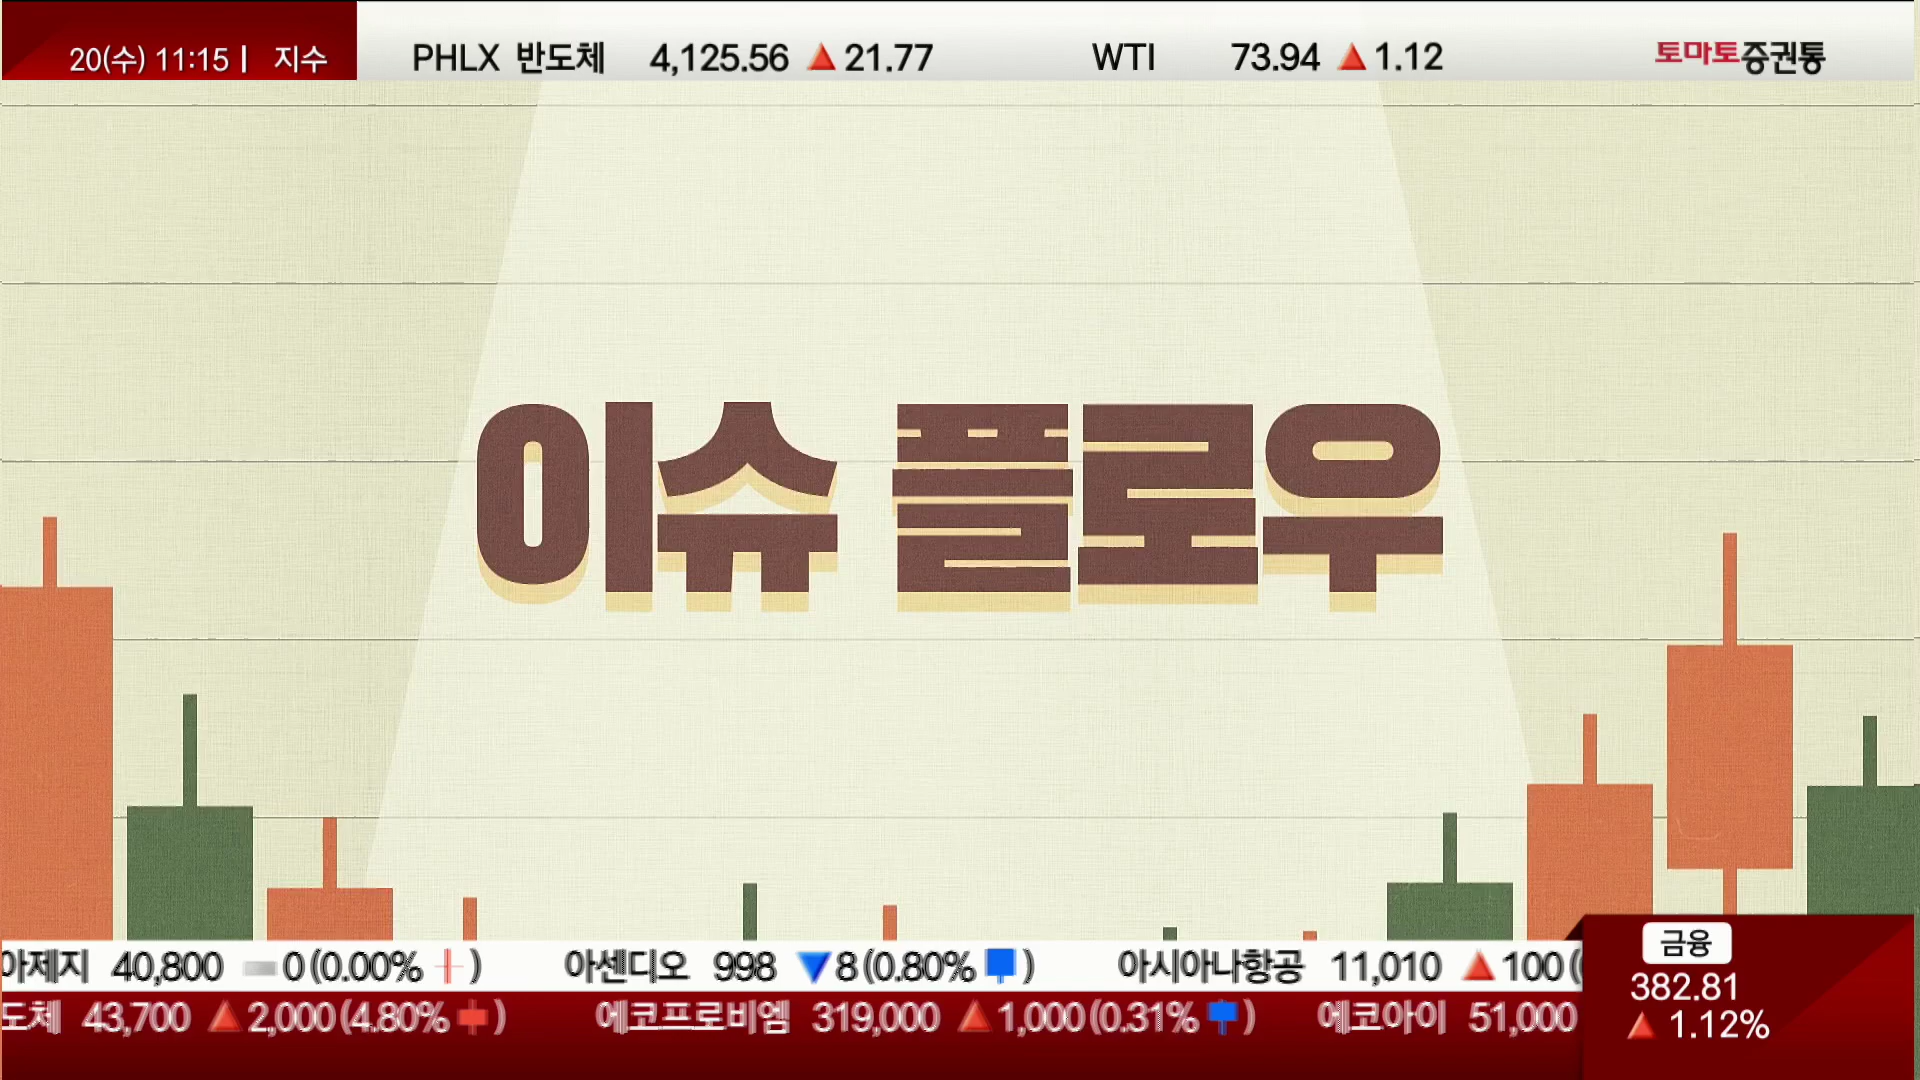 20(수) 11:15 | 지수 PHLX 반도체 4,125.56 ▲ 21.77 WTI 73.94 ▲ 1.12 토마토증권통
이슈 플로우
아제지 40,800 0 (0.00% ) 아센디오 998 ▼ 8 (0.80% ) 아시아나항공 11,010 ▲ 100 (
도체 43,700 ▲ 2,000 (4.80% ) 에코프로비엠 319,000 ▲ 1,000 (0.31% ) 에코아이 51,000
금융
382.81
▲ 1.12%